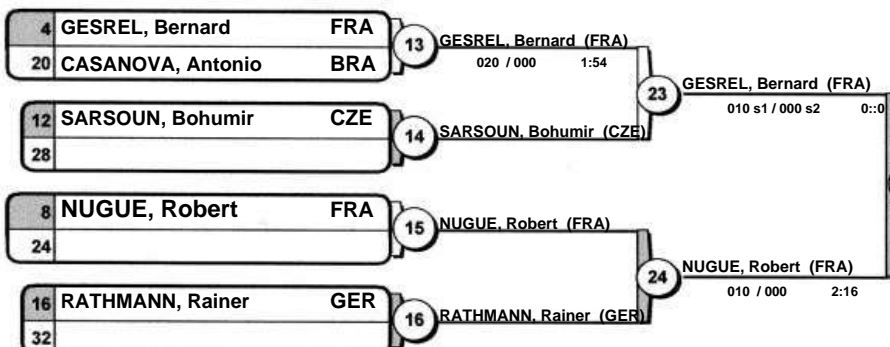 4 GESREL, Bernard FRA
20 CASANOVA, Antonio BRA
13
GESREL, Bernard (FRA)
020 / 000 1:54
12 SARSOUN, Bohumir CZE
28
14
SARSOUN, Bohumir (CZE)
23
GESREL, Bernard (FRA)
010 s1 / 000 s2 0::0
8 NUGUE, Robert FRA
24
15
NUGUE, Robert (FRA)
16 RATHMANN, Rainer GER
32
16
RATHMANN, Rainer (GER)
24
NUGUE, Robert (FRA)
010 / 000 2:16